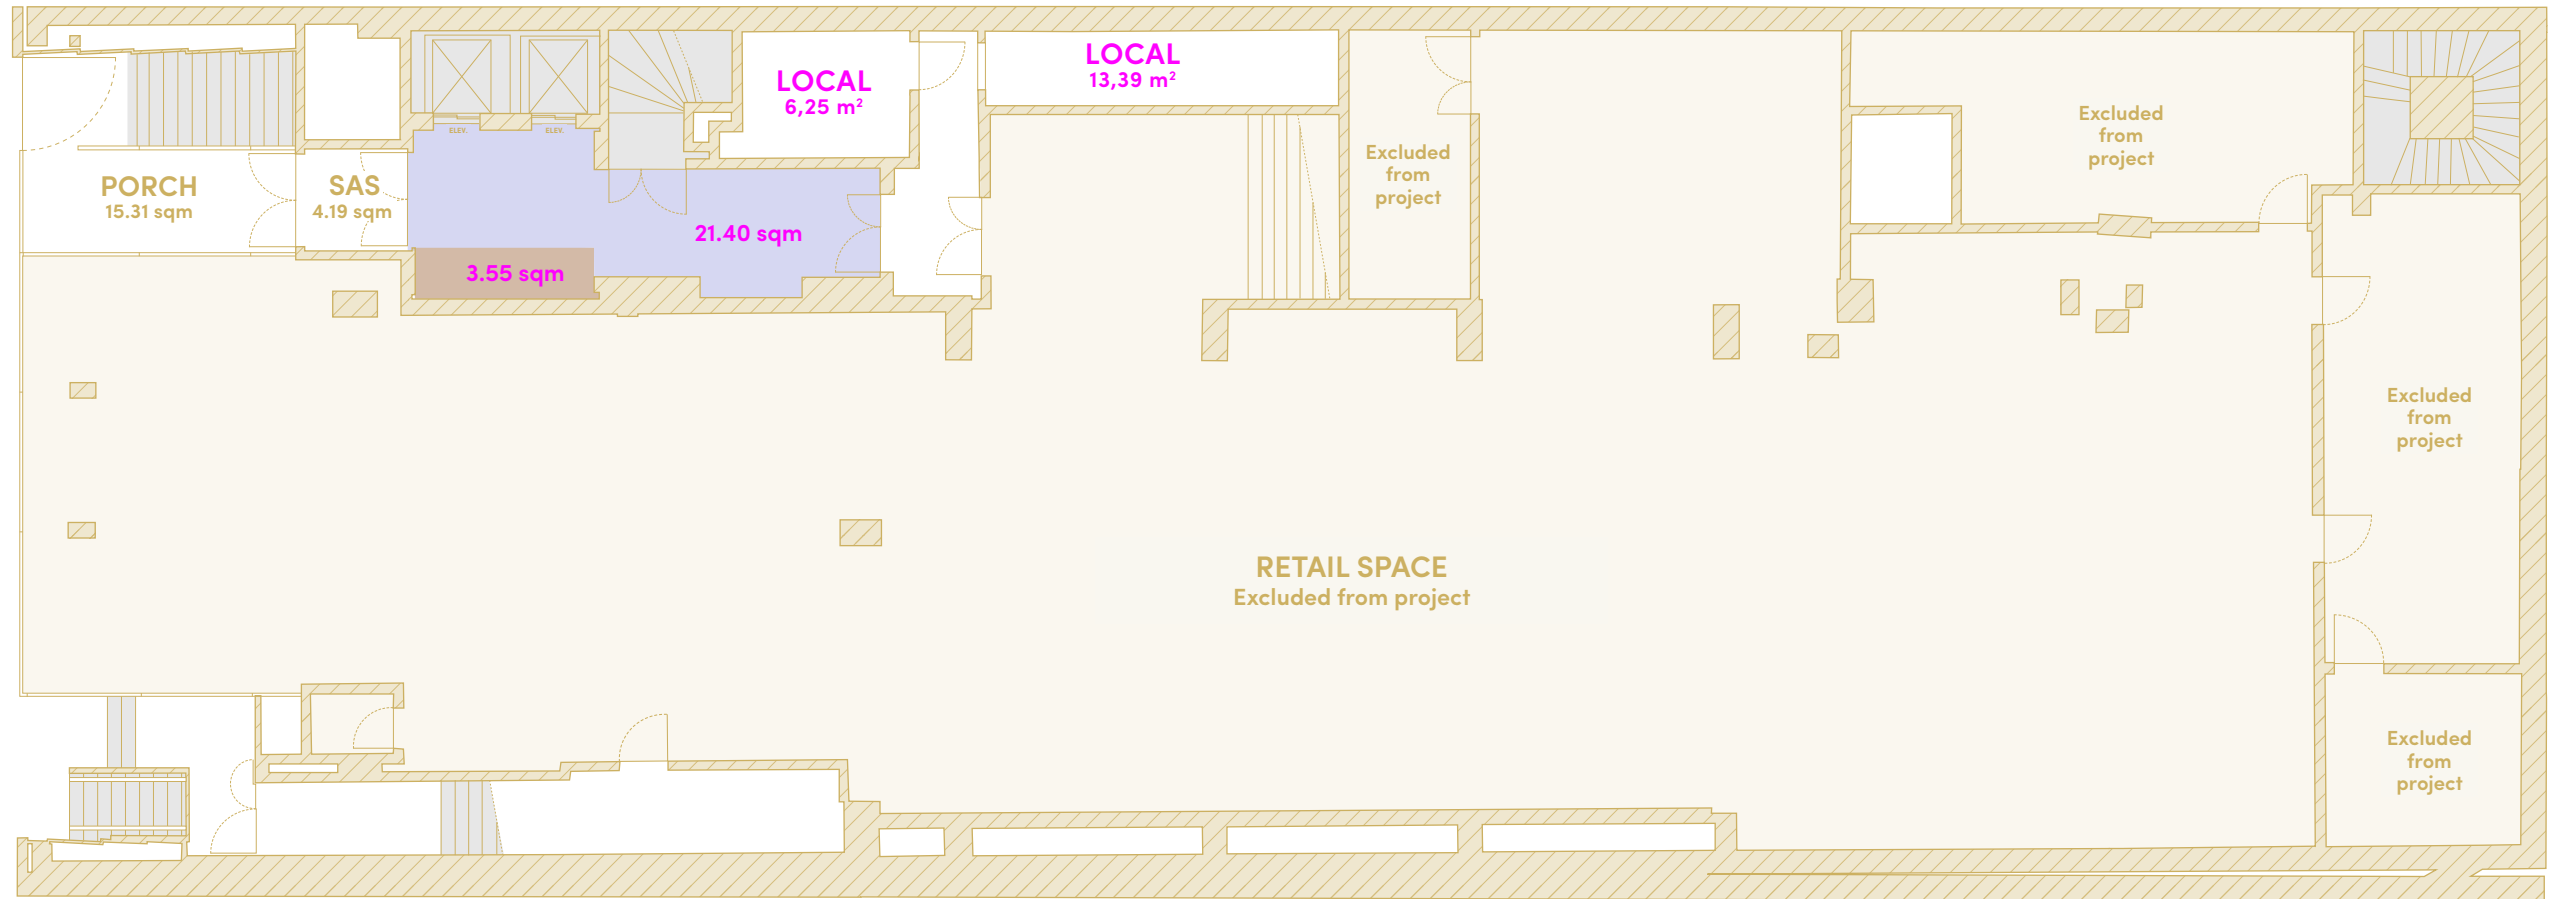 LOCAL
13,39 m²
LOCAL
6,25 m²
ELEV.
ELEV.
PORCH
15.31 sqm
SAS
4.19 sqm
21.40 sqm
3.55 sqm
Excluded
from
project
Excluded
from
project
Excluded
from
project
RETAIL SPACE
Excluded from project
Excluded
from
project